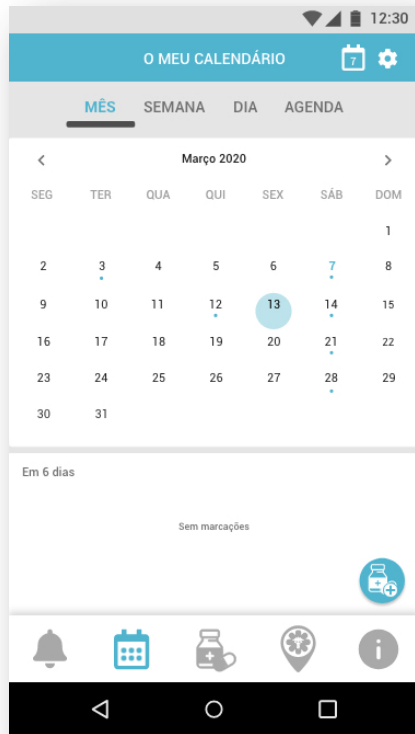 12:30
O MEU CALENDÁRIO 7
MÊS SEMANA DIA AGENDA
Março 2020
SEG TER QUA QUI SEX SÁB DOM
1
2 3 4 5 6 7 8
9 10 11 12 13 14 15
16 17 18 19 20 21 22
23 24 25 26 27 28 29
30 31
Em 6 dias
Sem marcações